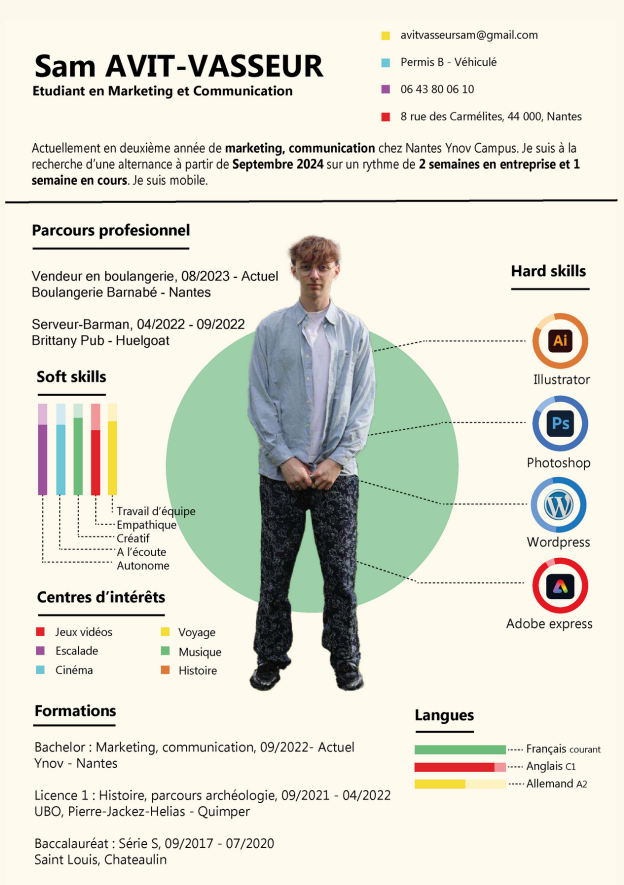 Sam AVIT-VASSEUR
Etudiant en Marketing et Communication
avitvasseursam@gmail.com
Permis B - Véhiculé
06 43 80 06 10
8 rue des Carmélites, 44 000, Nantes
Actuellement en deuxième année de marketing, communication chez Nantes Ynov Campus. Je suis à la
recherche d'une alternance à partir de Septembre 2024 sur un rythme de 2 semaines en entreprise et 1
semaine en cours. Je suis mobile.
Parcours profesionnel
Vendeur en boulangerie, 08/2023 - Actuel
Boulangerie Barnabé - Nantes
Serveur-Barman, 04/2022 - 09/2022
Brittany Pub - Huelgoat
Soft skills
Travail d'équipe
Empathique
Créatif
A l'écoute
Autonome
Hard skills
Ai
Illustrator
Ps
Photoshop
W
Wordpress
Adobe express
Centres d'intérêts
Jeux vidéos
Escalade
Cinéma
Voyage
Musique
Histoire
Formations
Bachelor : Marketing, communication, 09/2022- Actuel
Ynov - Nantes
Licence 1 : Histoire, parcours archéologie, 09/2021 - 04/2022
UBO, Pierre-Jackez-Helias - Quimper
Baccalauréat : Série S, 09/2017 - 07/2020
Saint Louis, Chateaulin
Langues
Français courant
Anglais C1
Allemand A2